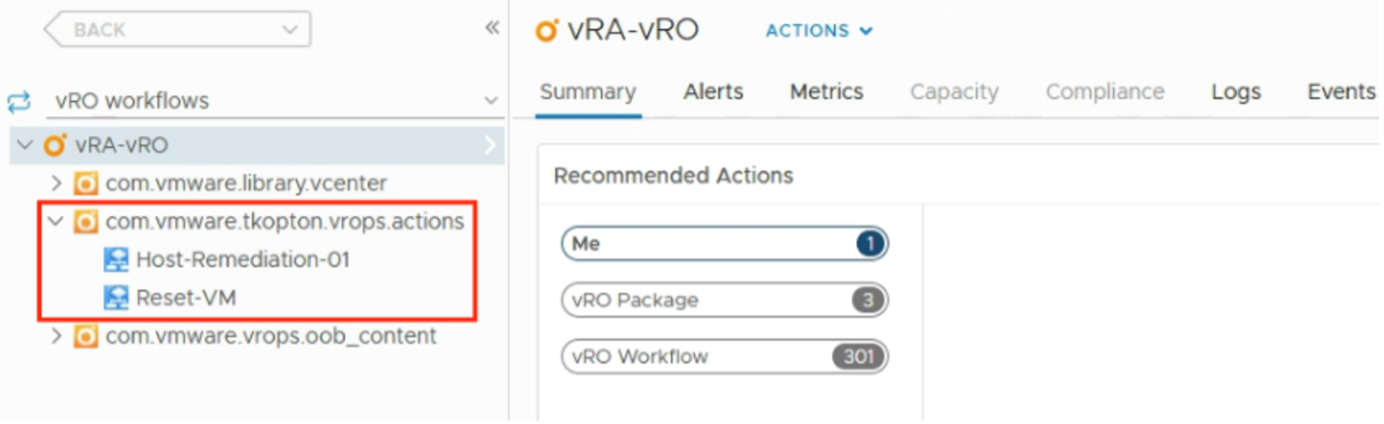 BACK
vRO workflows
vRA-vRO
com.vmware.library.vcenter
com.vmware.tkopton.vrops.actions
Host-Remediation-01
Reset-VM
com.vmware.vrops.oob_content
vRA-vRO ACTIONS
Summary Alerts Metrics Capacity Compliance Logs Events
Recommended Actions
Me 1
vRO Package 3
vRO Workflow 301